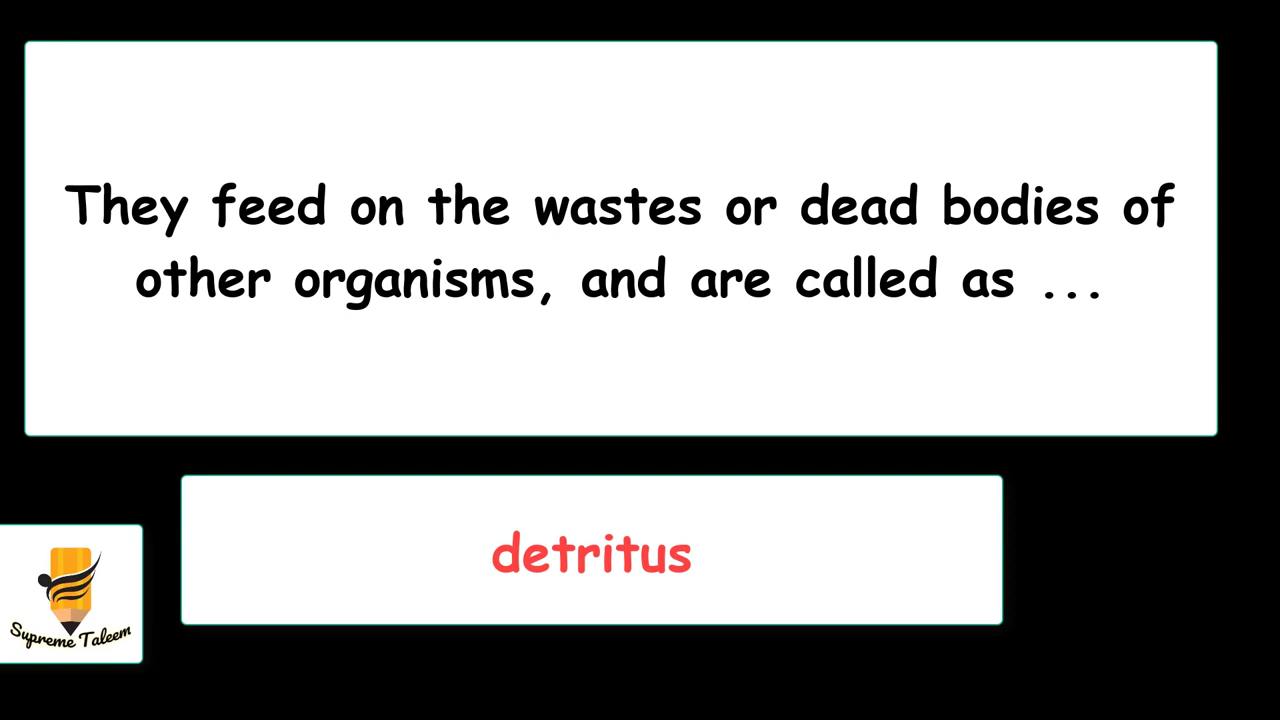 They feed on the wastes or dead bodies of
other organisms, and are called as ...
detritus
Supreme Taleem